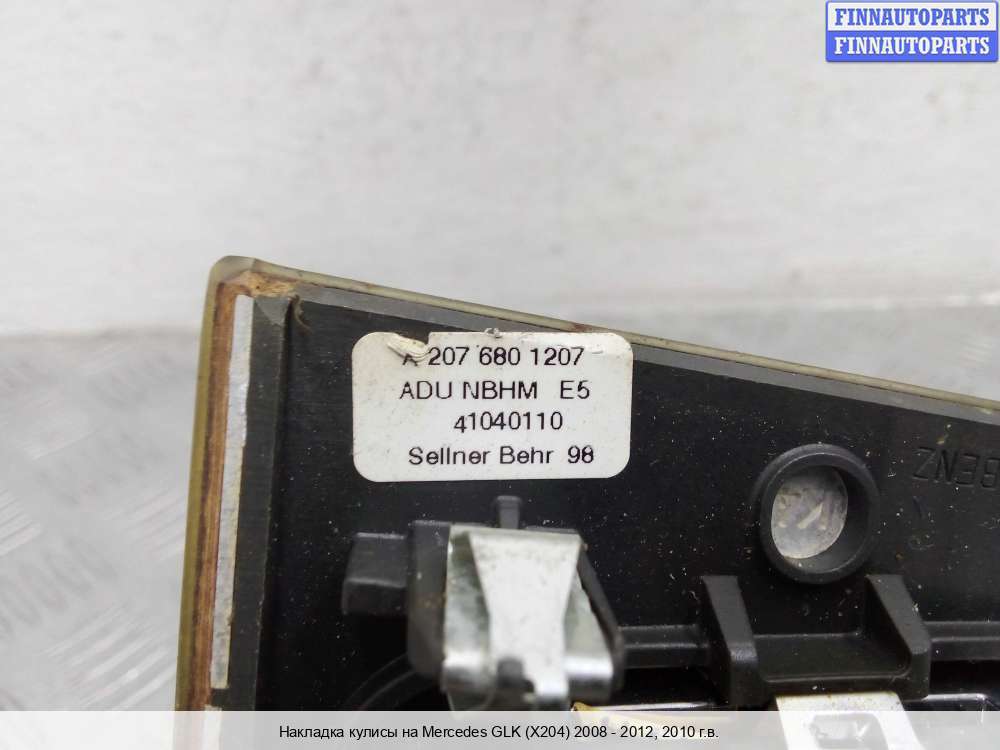 FINNAUTOPARTS
FINNAUTOPARTS
A 207 680 1207
ADU NBHM E5
41040110
Sellner Behr 98
Накладка кулисы на Mercedes GLK (X204) 2008 - 2012, 2010 г.в.